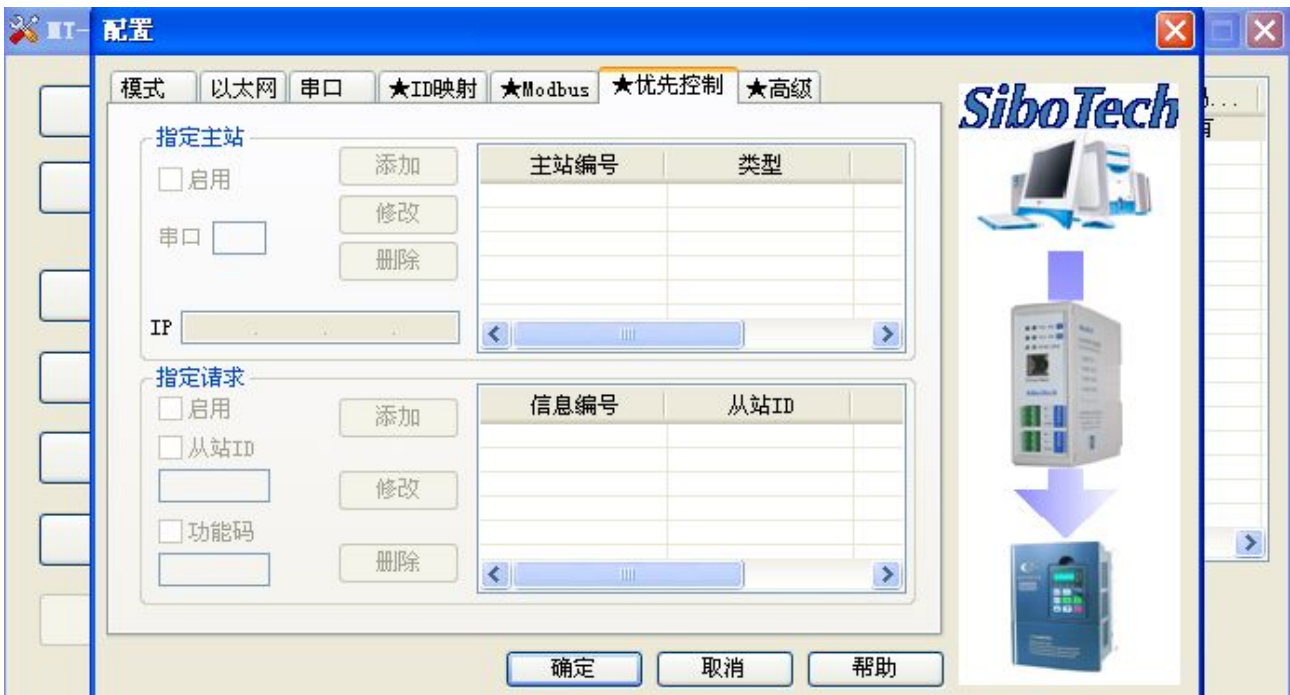 MT-
配置
模式 以太网 串口 ★ID映射 ★Modbus ★优先控制 ★高级
SiboTech
指定主站
启用
添加
主站编号 类型
修改
串口
删除
IP . . .
指定请求
启用
添加
信息编号 从站ID
从站ID
修改
功能码
删除
确定 取消 帮助